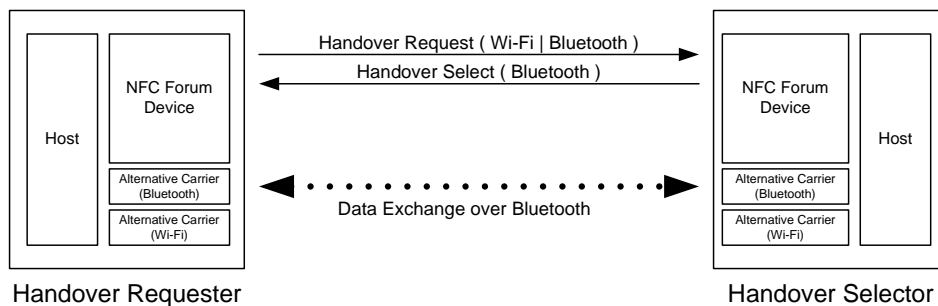 Host
NFC Forum
Device
Alternative Carrier
(Bluetooth)
Alternative Carrier
(Wi-Fi)
Handover Requester
Handover Request ( Wi-Fi | Bluetooth )
Handover Select ( Bluetooth )
Data Exchange over Bluetooth
NFC Forum
Device
Alternative Carrier
(Bluetooth)
Alternative Carrier
(Wi-Fi)
Host
Handover Selector